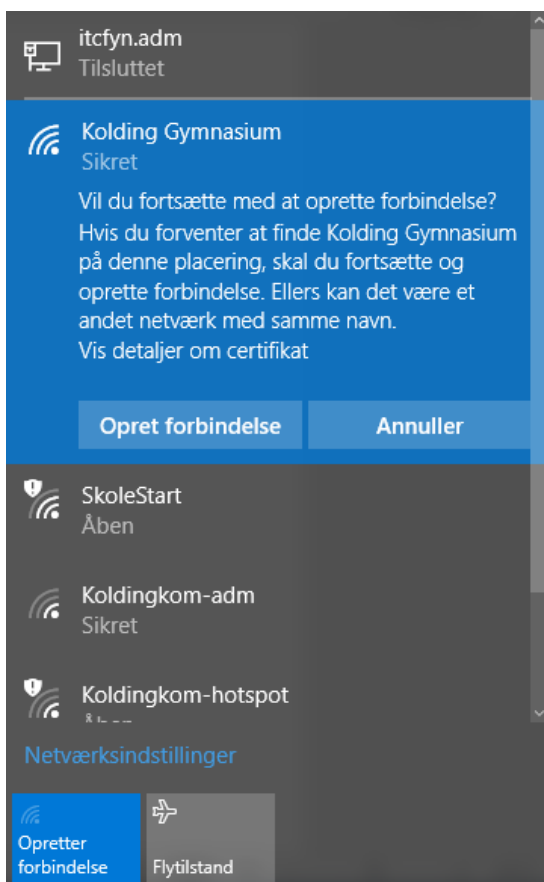 itcfyn.adm
Tilsluttet
Kolding Gymnasium
Sikret
Vil du fortsætte med at oprette forbindelse?
Hvis du forventer at finde Kolding Gymnasium
på denne placering, skal du fortsætte og
oprette forbindelse. Ellers kan det være et
andet netværk med samme navn.
Vis detaljer om certifikat
Opret forbindelse Annuller
SkoleStart
Åben
Koldingkom-adm
Sikret
Koldingkom-hotspot
Åben
Netværksindstillinger
Opretter
forbindelse Flytilstand